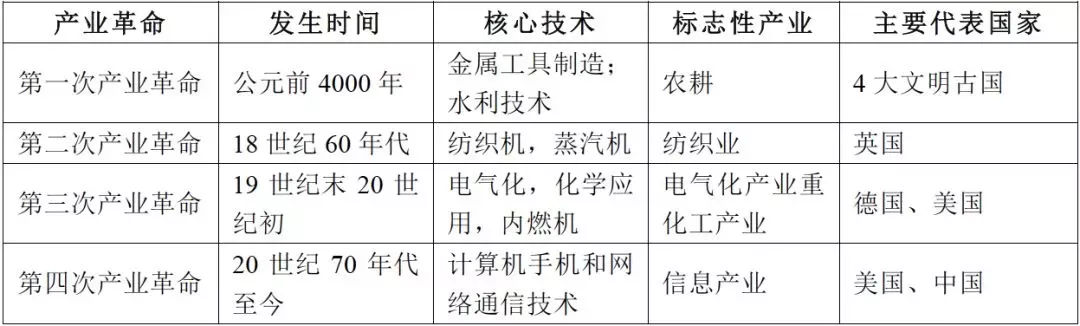 产业革命 发生时间 核心技术 标志性产业 主要代表国家
第一次产业革命 公元前 4000 年 金属工具制造；
水利技术 农耕 4 大文明古国
第二次产业革命 18 世纪 60 年代 纺织机，蒸汽机 纺织业 英国
第三次产业革命 19 世纪末 20 世
纪初 电气化，化学应
用，内燃机 电气化产业重
化工产业 德国、美国
第四次产业革命 20 世纪 70 年代
至今 计算机手机和网
络通信技术 信息产业 美国、中国